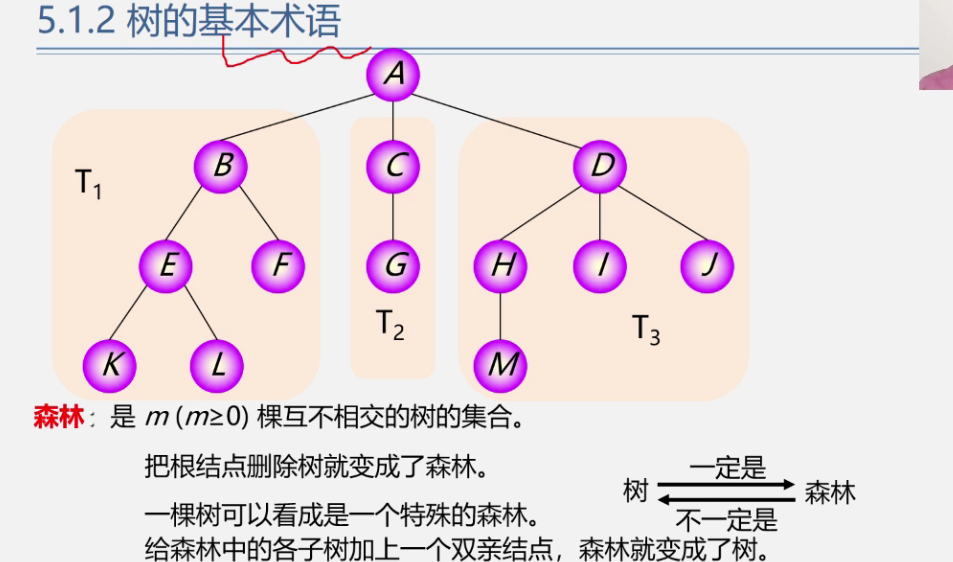 5.1.2 树的基本术语
A
B C D
T1
E F G H I J
T2 T3
K L M
森林：是 m (m≥0) 棵互不相交的树的集合。
把根结点删除树就变成了森林。
一定是
树 森林
不一定是
一棵树可以看成是一个特殊的森林。
给森林中的各子树加上一个双亲结点，森林就变成了树。